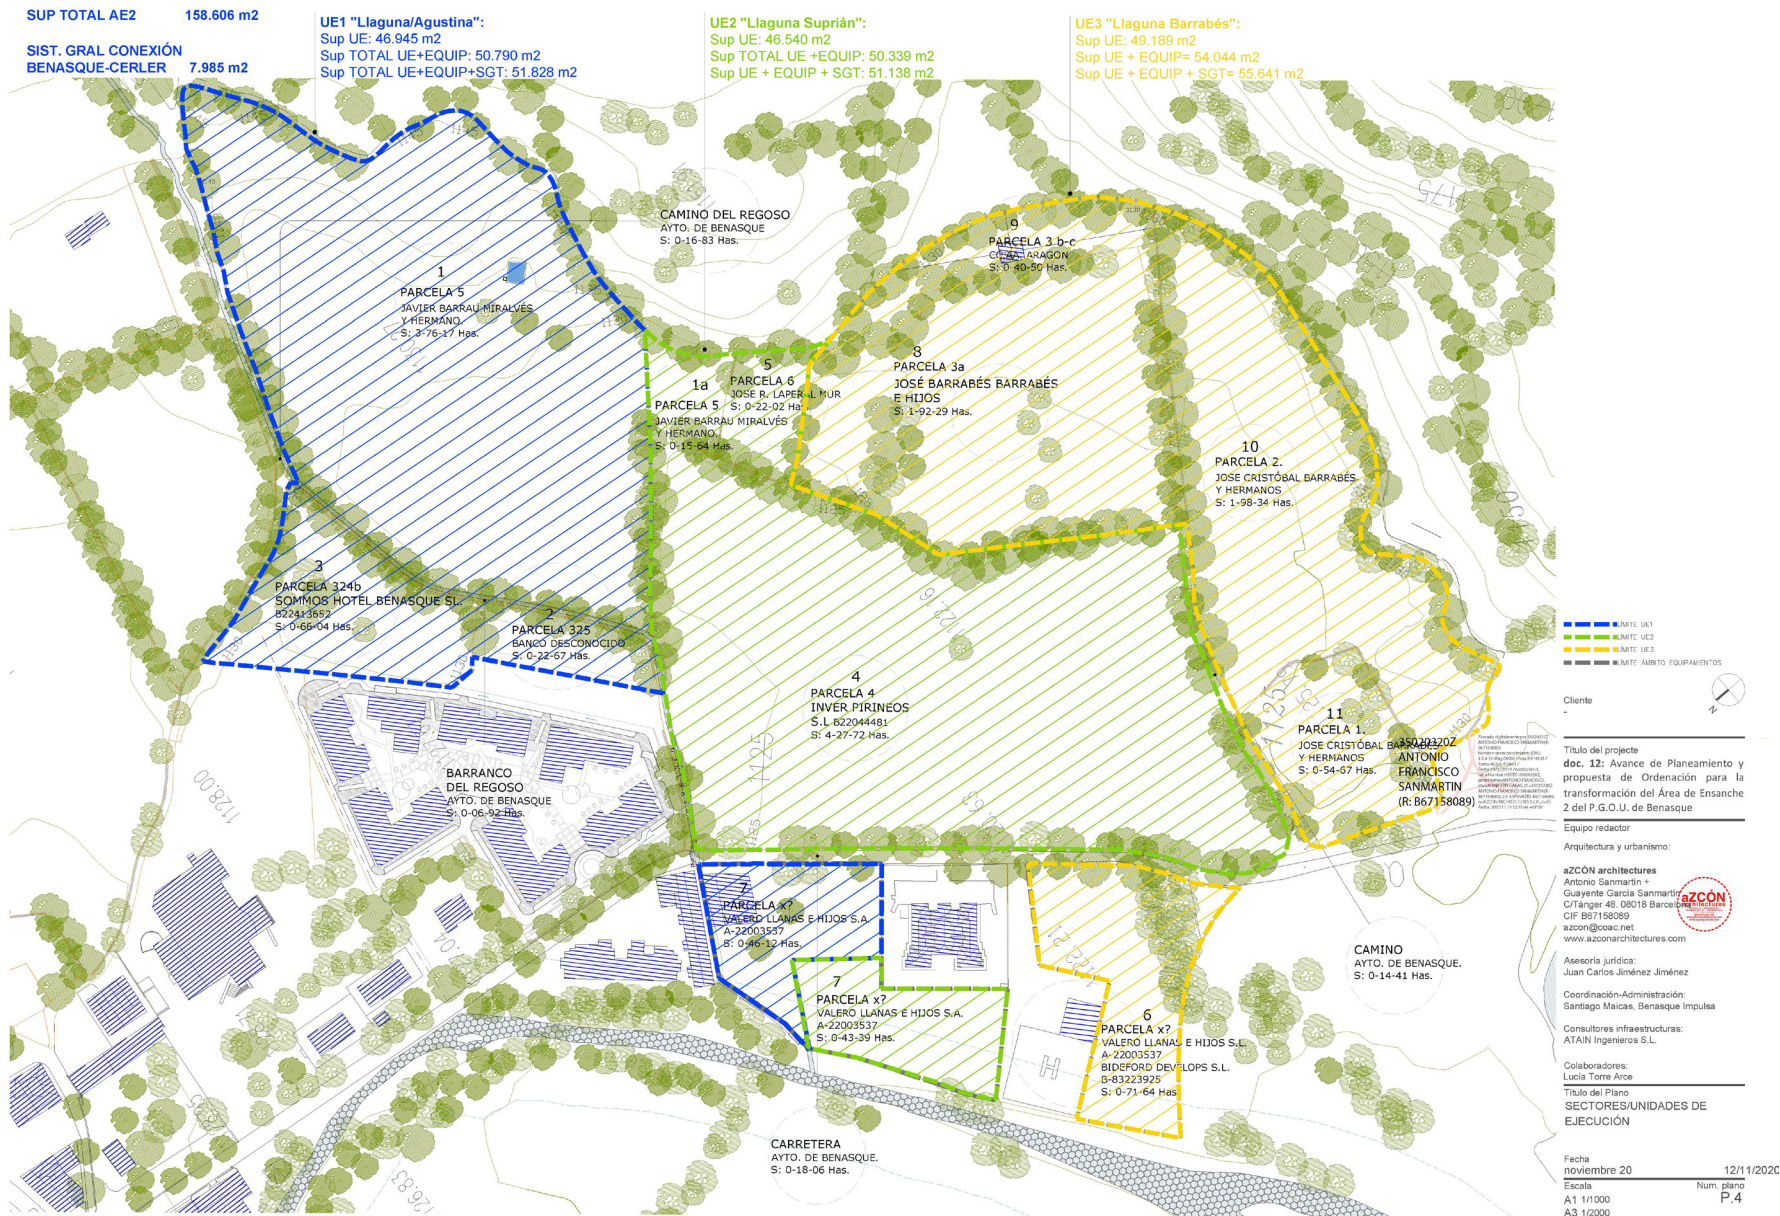 SUP TOTAL AE2 158.606 m2
SIST. GRAL CONEXIÓN
BENASQUE-CERLER 7.985 m2
UE1 "Llaguna/Agustina":
Sup UE: 46.945 m2
Sup TOTAL UE+EQUIP: 50.790 m2
Sup TOTAL UE+EQUIP+SGT: 51.828 m2
UE2 "Llaguna Suprián":
Sup UE: 46.540 m2
Sup TOTAL UE +EQUIP: 50.339 m2
Sup UE + EQUIP + SGT: 51.138 m2
UE3 "Llaguna Barrabés":
Sup UE: 49.189 m2
Sup UE + EQUIP= 54.044 m2
Sup UE + EQUIP + SGT= 55.641 m2
CAMINO DEL REGOSO
AYTO. DE BENASQUE
S: 0-16-83 Has.
1175
9
PARCELA 3 b-c
CC.AA. ARAGON
S: 0-40-50 Has.
1
PARCELA 5
JAVIER BARRAU MIRALVÉS
Y HERMANO.
S: 3-76-17 Has.
8
PARCELA 3a
JOSÉ BARRABÉS BARRABÉS
E HIJOS
S: 1-92-29 Has.
5
PARCELA 6
JOSE R. LAPERAL MUR
S: 0-22-02 Has
1a
PARCELA 5
JAVIER BARRAU MIRALVÉS
Y HERMANO.
S: 0-15-64 Has.
10
PARCELA 2.
JOSE CRISTÓBAL BARRABÉS
Y HERMANOS
S: 1-98-34 Has.
3
PARCELA 324b
SOMMOS HOTEL BENASQUE SL.
B22413652
S: 0-66-04 Has.
2
PARCELA 325
BANCO DESCONOCIDO
S: 0-22-67 Has.
1122.16
4
PARCELA 4
INVER PIRINEOS
S.L B22044481
S: 4-27-72 Has.
1125
11
PARCELA 1.
JOSE CRISTÓBAL BARRABÉS
Y HERMANOS
S: 0-54-67 Has.
35020320Z
ANTONIO
FRANCISCO
SANMARTIN
(R: B67158089)
1128.00
BARRANCO
DEL REGOSO
AYTO. DE BENASQUE
S: 0-06-92 Has.
7
PARCELA x?
VALERO LLANAS E HIJOS S.A.
A-22003537
S: 0-46-12 Has.
7
PARCELA x?
VALERO LLANAS E HIJOS S.A.
A-22003537
S: 0-43-39 Has.
H
6
PARCELA x?
VALERO LLANAS E HIJOS S.L.
A-22003537
BIDEFORD DEVELOPS S.L.
B-83223925
S: 0-71-64 Has
CAMINO
AYTO. DE BENASQUE.
S: 0-14-41 Has.
CARRETERA
AYTO. DE BENASQUE.
S: 0-18-06 Has.
LÍMITE UE1
LÍMITE UE2
LÍMITE UE3
LÍMITE ÁMBITO EQUIPAMIENTOS
Cliente
-
N
Título del projecte
doc. 12: Avance de Planeamiento y
propuesta de Ordenación para la
transformación del Área de Ensanche
2 del P.G.O.U. de Benasque
Equipo redactor
Arquitectura y urbanismo:
aZCÓN architectures
Antonio Sanmartín +
Guayente García Sanmartín
C/Tánger 48. 08018 Barcelona
CIF B67158089
azcon@coac.net
www.azconarchitectures.com
aZCÓN
architectures
Asesoría jurídica:
Juan Carlos Jiménez Jiménez
Coordinación-Administración:
Santiago Maicas, Benasque Impulsa
Consultores infraestructuras:
ATAIN Ingenieros S.L.
Colaboradores:
Lucía Torre Arce
Título del Plano
SECTORES/UNIDADES DE
EJECUCIÓN
Fecha
noviembre 20 12/11/2020
Escala Num. plano
A1 1/1000 P.4
A3 1/2000